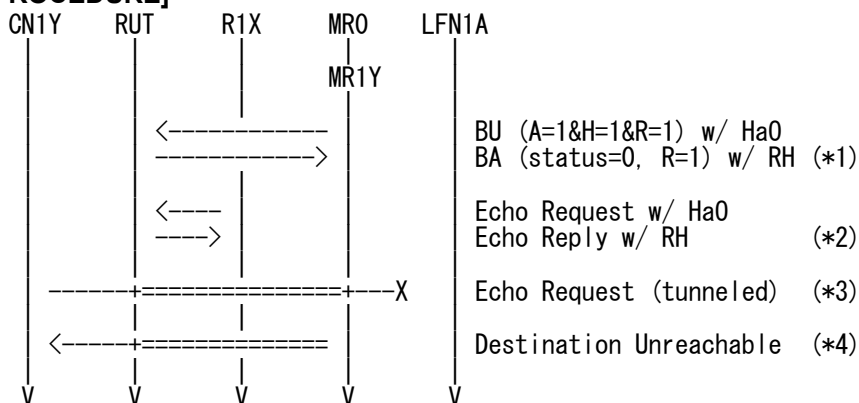 CN1Y RUT R1X MR0 LFN1A
MR1Y
BU (A=1&H=1&R=1) w/ HaO
BA (status=0, R=1) w/ RH (*1)
Echo Request w/ HaO
Echo Reply w/ RH (*2)
X Echo Request (tunneled) (*3)
Destination Unreachable (*4)
V V V V V